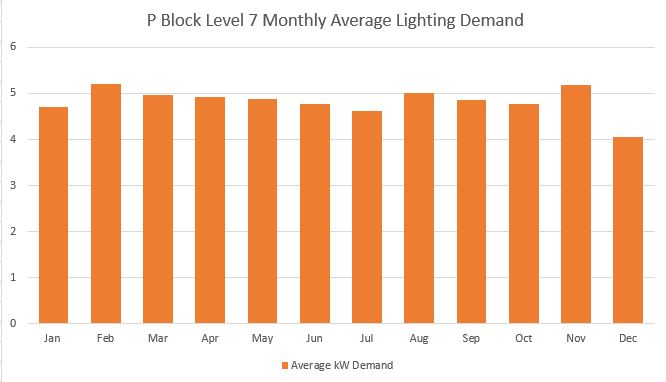 P Block Level 7 Monthly Average Lighting Demand
6
5
4
3
2
1
0
Jan Feb Mar Apr May Jun Jul Aug Sep Oct Nov Dec
Average kW Demand